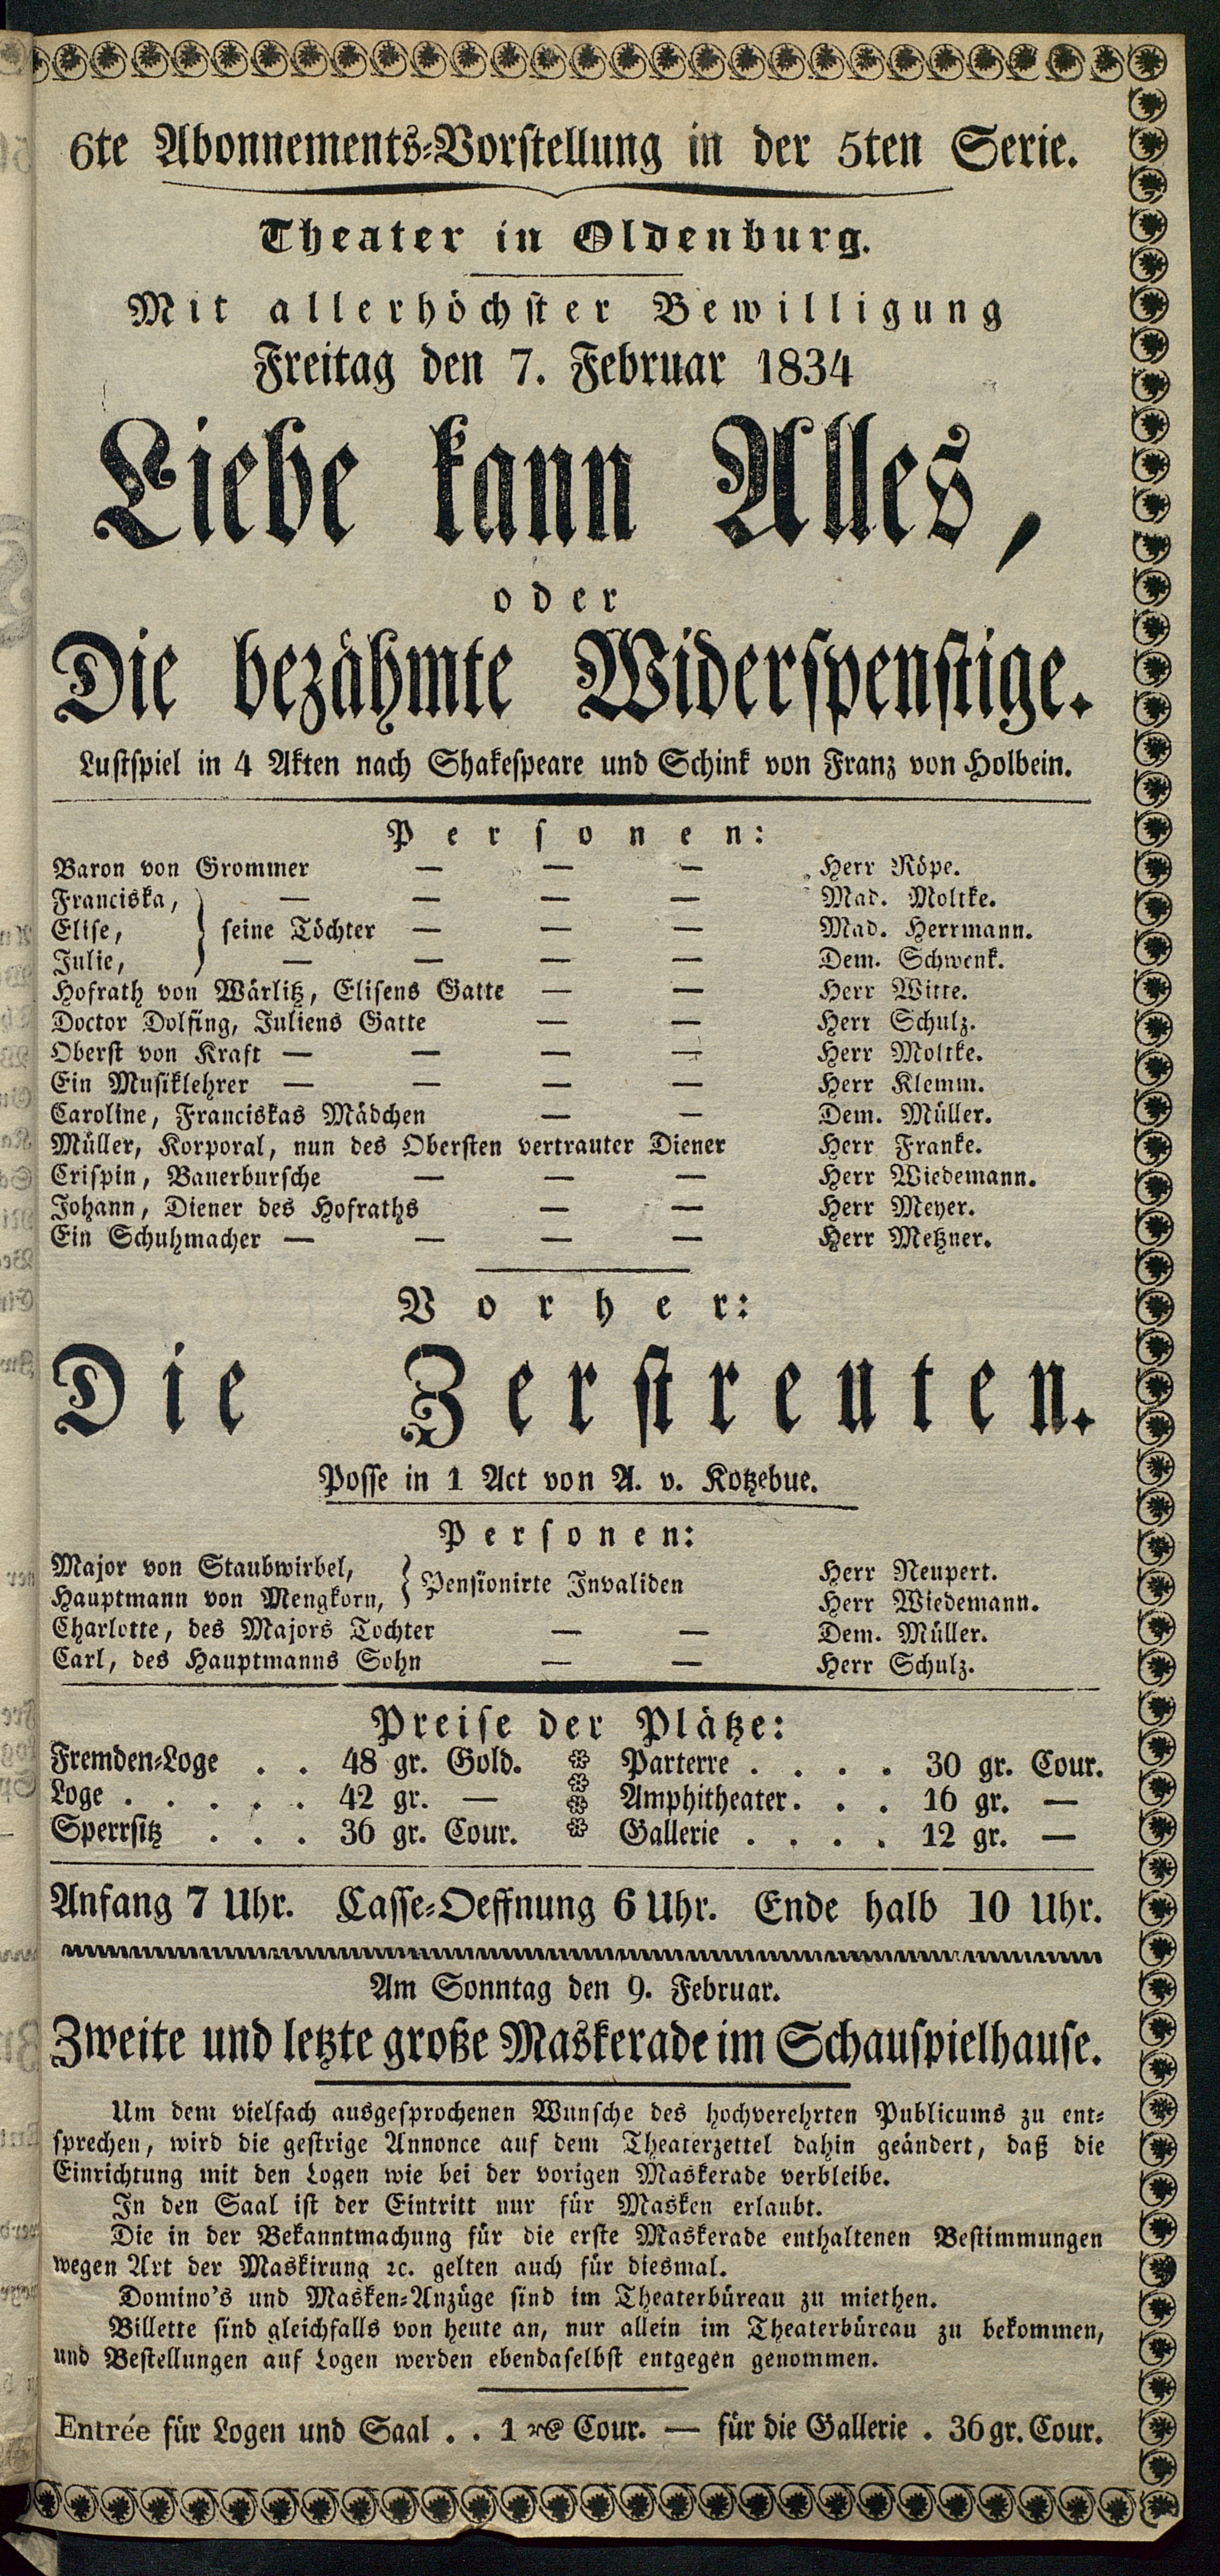 6te Abonnements-Vorstellung in der 5ten Serie.
Theater in Oldenburg.
Mit allerhöchster Bewilligung
Freitag den 7. Februar 1834
Liebe kann Alles,
oder
Die bezähmte Widerspenstige.
Lustspiel in 4 Akten nach Shakespeare und Schink von Franz von Holbein.
Personen:
Baron von Grommer — — — Herr Röpe.
Franciska, — — — — Mad. Moltke.
Elise, } seine Töchter — — — Mad. Herrmann.
Julie, — — — — Dem. Schwenk.
Hofrath von Wärlitz, Elisens Gatte — — Herr Witte.
Doctor Dolfing, Juliens Gatte — — Herr Schulz.
Oberst von Kraft — — — — Herr Moltke.
Ein Musiklehrer — — — — Herr Klemm.
Caroline, Franciskas Mädchen — — Dem. Müller.
Müller, Korporal, nun des Obersten vertrauter Diener Herr Franke.
Crispin, Bauerbursche — — — Herr Wiedemann.
Johann, Diener des Hofraths — — Herr Meyer.
Ein Schuhmacher — — — — Herr Metzner.
Vorher:
Die Zerstreuten.
Posse in 1 Act von A. v. Kotzebue.
Personen:
Major von Staubwirbel, } Pensionirte Invaliden Herr Neupert.
Hauptmann von Mengkorn, Herr Wiedemann.
Charlotte, des Majors Tochter — — Dem. Müller.
Carl, des Hauptmanns Sohn — — Herr Schulz.
Preise der Plätze:
Fremden-Loge . . 48 gr. Gold. Parterre . . . . 30 gr. Cour.
Loge . . . . . 42 gr. — Amphitheater. . . 16 gr. —
Sperrsitz . . . 36 gr. Cour. Gallerie . . . . 12 gr. —
Anfang 7 Uhr. Casse-Oeffnung 6 Uhr. Ende halb 10 Uhr.
Am Sonntag den 9. Februar.
Zweite und letzte große Maskerade im Schauspielhause.
Um dem vielfach ausgesprochenen Wunsche des hochverehrten Publicums zu ent-
sprechen, wird die gestrige Annonce auf dem Theaterzettel dahin geändert, daß die
Einrichtung mit den Logen wie bei der vorigen Maskerade verbleibe.
In den Saal ist der Eintritt nur für Masken erlaubt.
Die in der Bekanntmachung für die erste Maskerade enthaltenen Bestimmungen
wegen Art der Maskirung ꝛc. gelten auch für diesmal.
Domino's und Masken-Anzüge sind im Theaterbüreau zu miethen.
Billette sind gleichfalls von heute an, nur allein im Theaterbüreau zu bekommen,
und Bestellungen auf Logen werden ebendaselbst entgegen genommen.
Entrée für Logen und Saal . . 1 ₰ Cour. — für die Gallerie . 36 gr. Cour.